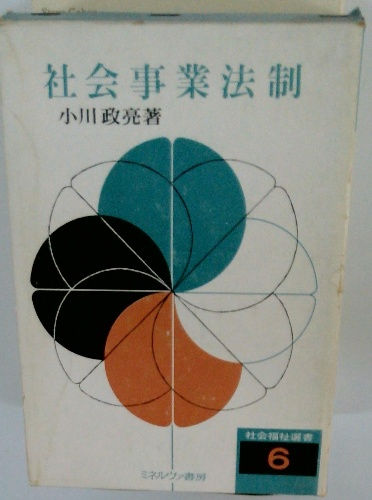 社会事業法制
小川政亮著
社会福祉選書
6
ミネルヴァ書房